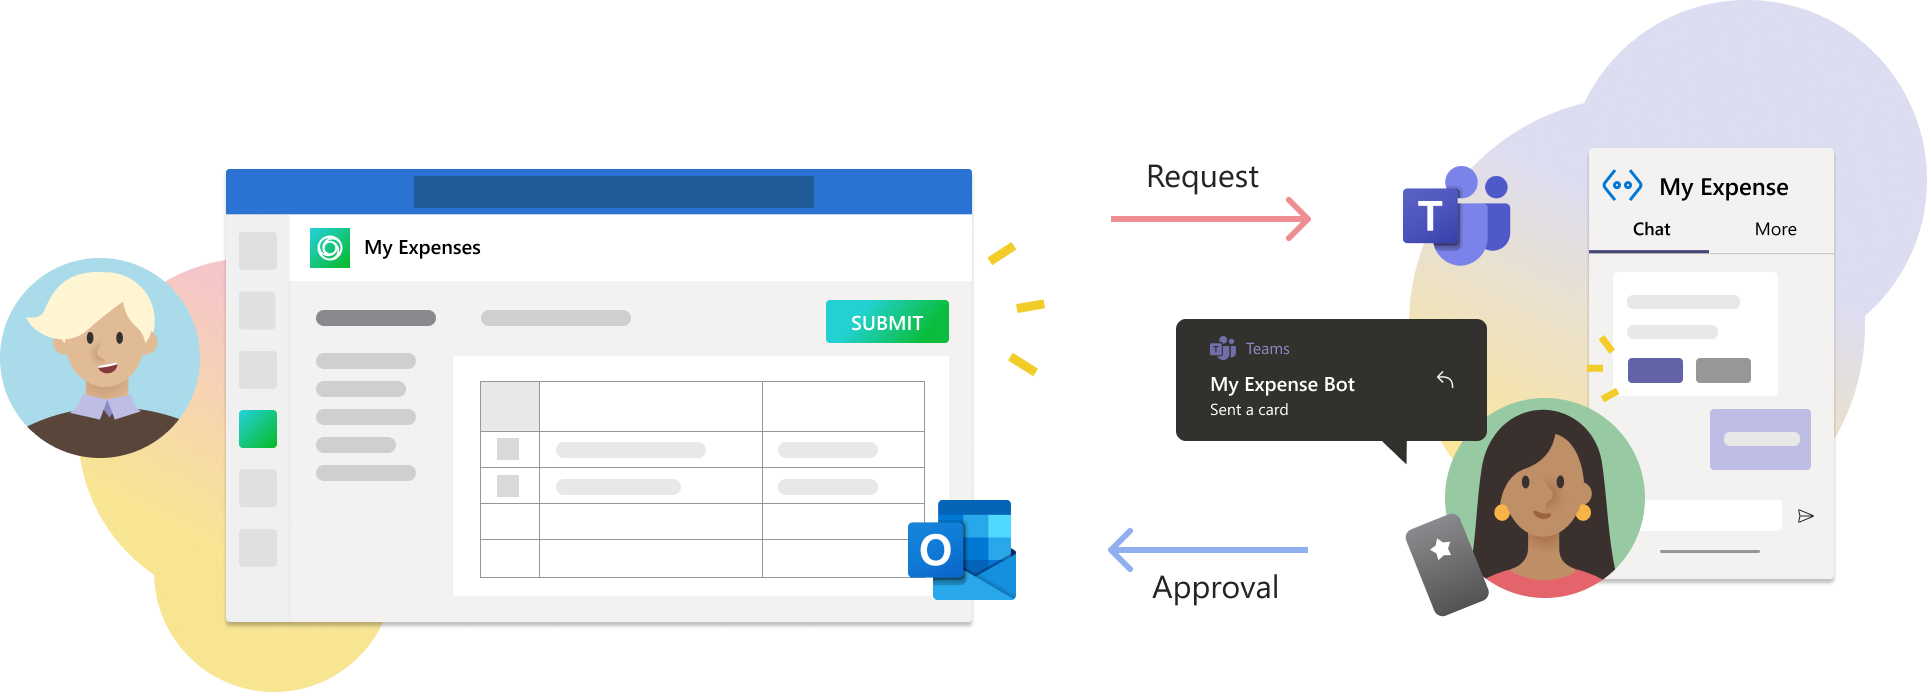 My Expenses
SUBMIT
O
Request
T
My Expense
Chat
More
T
Teams
My Expense Bot
Sent a card
Approval